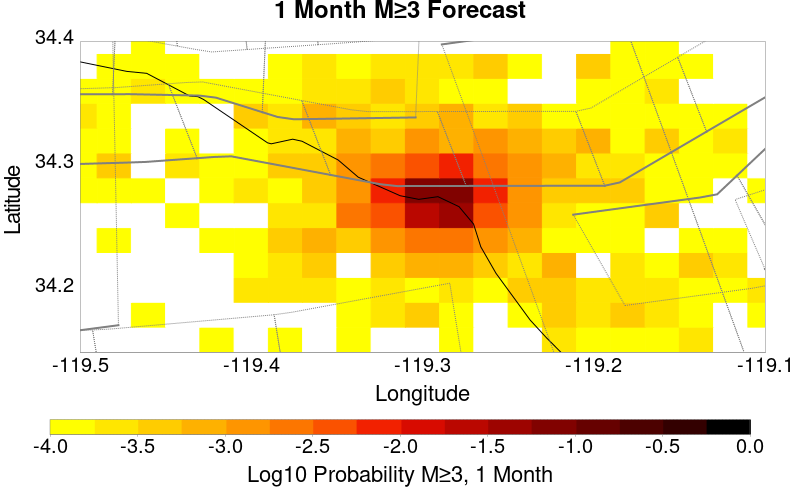 1 Month M≥3 Forecast
34.4
34.3
34.2
Latitude
-119.5 -119.4 -119.3 -119.2 -119.1
Longitude
-4.0 -3.5 -3.0 -2.5 -2.0 -1.5 -1.0 -0.5 0.0
Log10 Probability M≥3, 1 Month